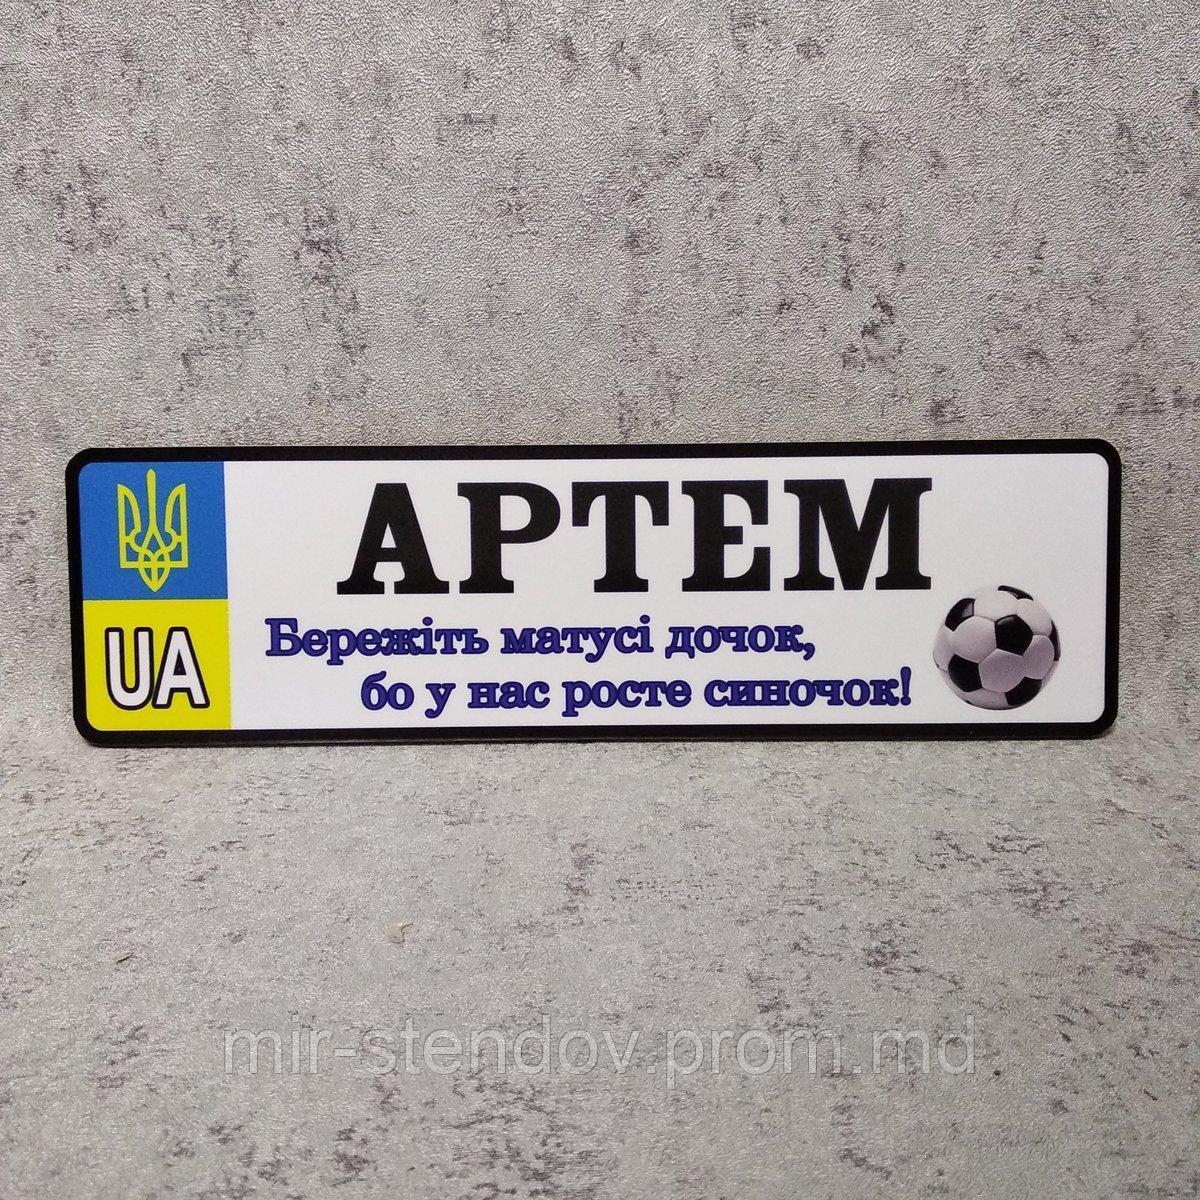 АРТЕМ
UA
Бережіть матусі дочок,
бо у нас росте синочок!
mir-stendov.prom.md